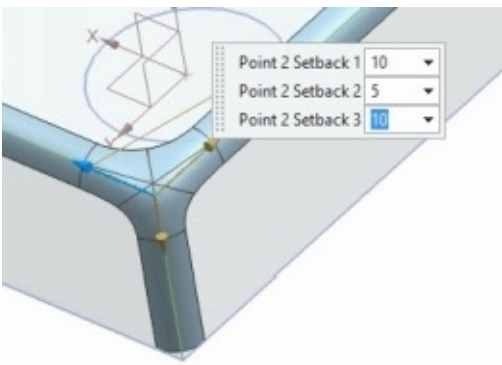 X
Point 2 Setback 1 10
Point 2 Setback 2 5
Point 2 Setback 3 10
Y